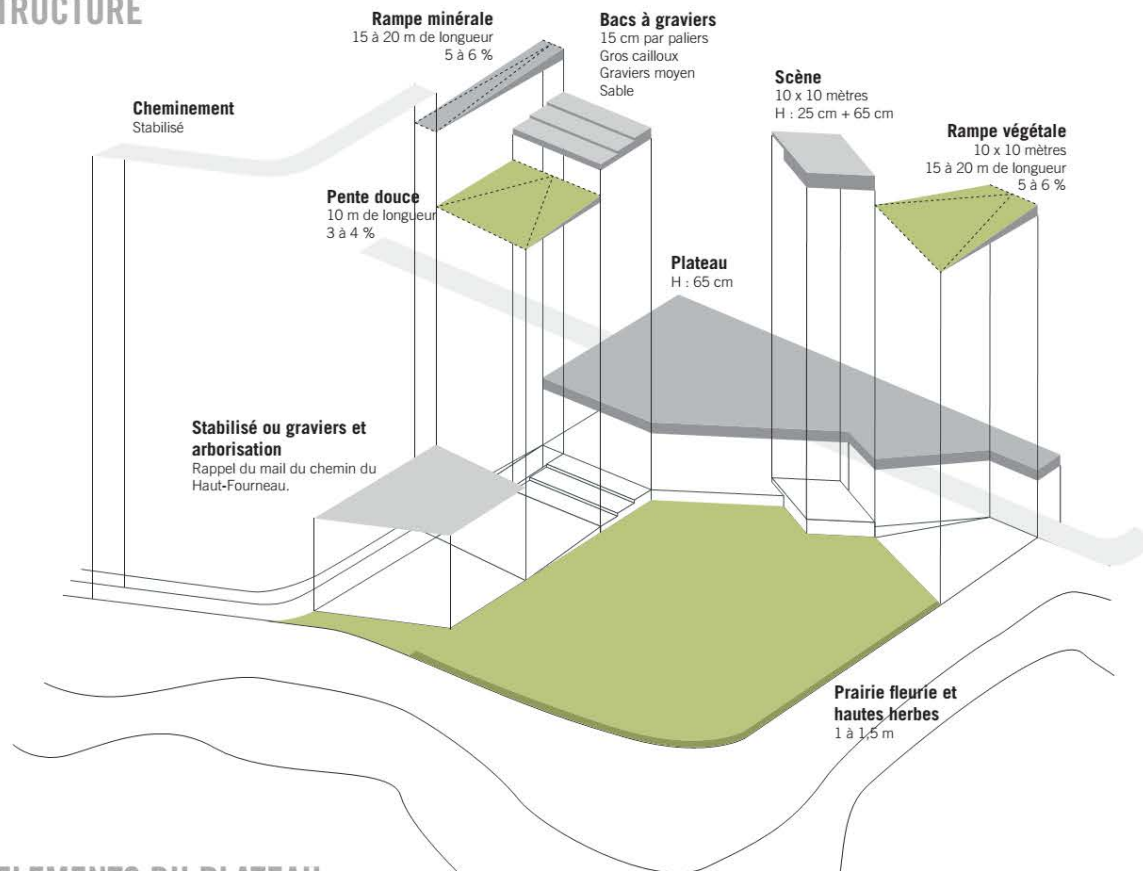 TRUCTURE
Rampe minérale
15 à 20 m de longueur
5 à 6 %
Bacs à graviers
15 cm par paliers
Gros cailloux
Graviers moyen
Sable
Scène
10 x 10 mètres
H : 25 cm + 65 cm
Cheminement
Stabilisé
Rampe végétale
10 x 10 mètres
15 à 20 m de longueur
5 à 6 %
Pente douce
10 m de longueur
3 à 4 %
Plateau
H : 65 cm
Stabilisé ou graviers et
arborisation
Rappel du mail du chemin du
Haut-Fourneau.
Prairie fleurie et
hautes herbes
1 à 1,5 m
ELEMENTS DU PLATEAU